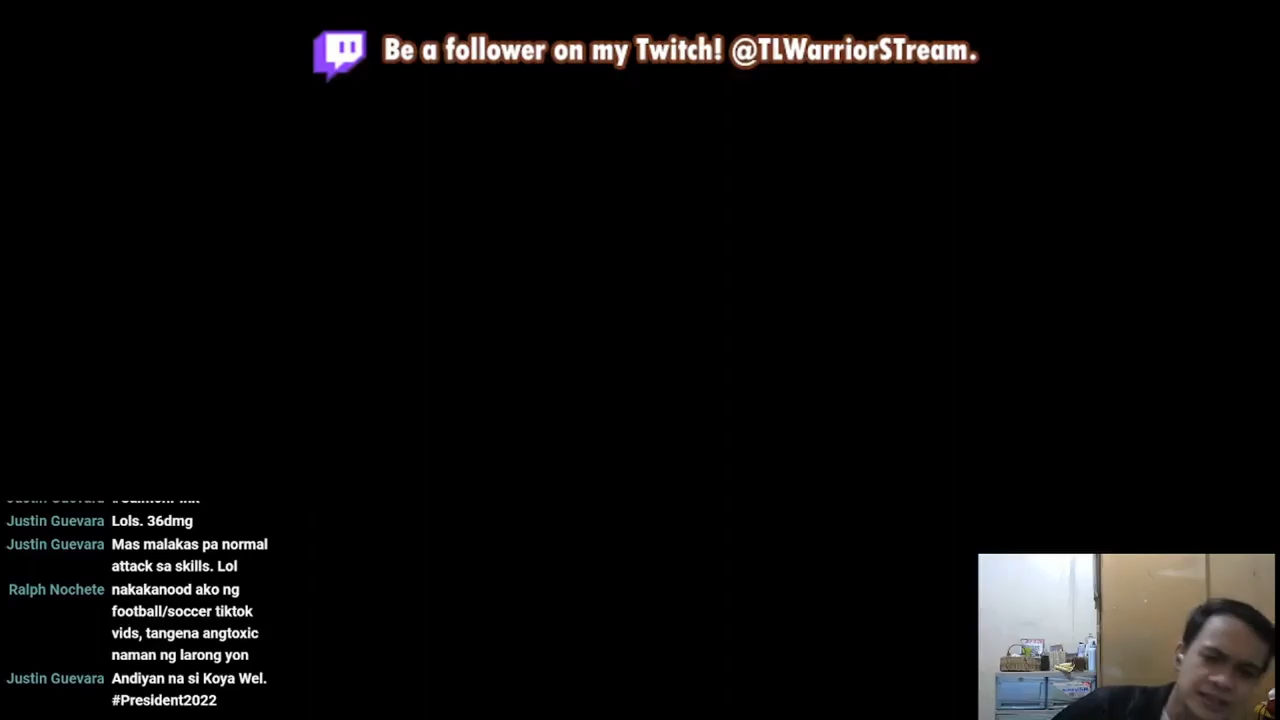 Be a follower on my Twitch! @TLWarriorSTream.
Justin Guevara Lols. 36dmg
Justin Guevara Mas malakas pa normal
attack sa skills. Lol
Ralph Nochete nakakanood ako ng
football/soccer tiktok
vids, tangena angtoxic
naman ng larong yon
Justin Guevara Andiyan na si Koya Wel.
#President2022